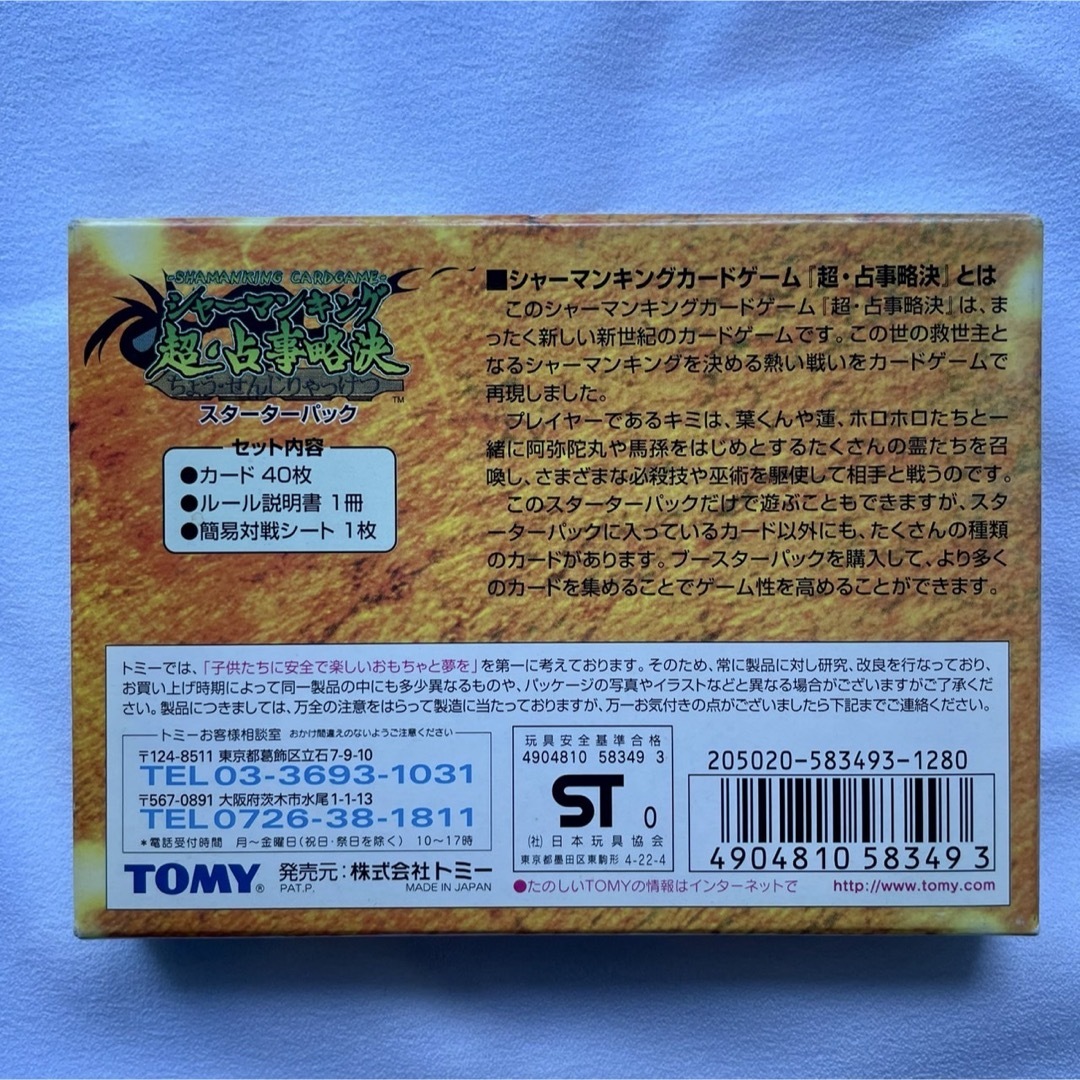 -SHAMANKING CARDGAME-
シャーマンキング
超・占事略決
ちょう・せんじりゃっけつ
TM
スターターパック
セット内容
●カード 40枚
●ルール説明書 1冊
●簡易対戦シート 1枚
■シャーマンキングカードゲーム『超・占事略決』とは
このシャーマンキングカードゲーム『超・占事略決』は、ま
ったく新しい新世紀のカードゲームです。この世の救世主と
なるシャーマンキングを決める熱い戦いをカードゲームで
再現しました。
プレイヤーであるキミは、葉くんや蓮、ホロホロたちと一
緒に阿弥陀丸や馬孫をはじめとするたくさんの霊たちを召
喚し、さまざまな必殺技や巫術を駆使して相手と戦うのです。
このスターターパックだけで遊ぶこともできますが、スタ
ーターパックに入っているカード以外にも、たくさんの種類
のカードがあります。ブースターパックを購入して、より多く
のカードを集めることでゲーム性を高めることができます。
トミーでは、「子供たちに安全で楽しいおもちゃと夢を」を第一に考えております。そのため、常に製品に対し研究、改良を行なっており、
お買い上げ時期によって同一製品の中にも多少異なるものや、パッケージの写真やイラストなどと異なる場合がございますがご了承くだ
さい。製品につきましては、万全の注意をはらって製造に当たっておりますが、万一お気付きの点がございましたら下記までご連絡ください。
トミーお客様相談室 おかけ間違えのないようご注意ください
〒124-8511 東京都葛飾区立石7-9-10
TEL03-3693-1031
〒567-0891 大阪府茨木市水尾1-1-13
TEL0726-38-1811
*電話受付時間 月〜金曜日(祝日・祭日を除く) 10〜17時
TOMY® 発売元:株式会社トミー
PAT.P. MADE IN JAPAN
玩具安全基準合格
4904810 58349 3
ST 0
(社)日本玩具協会
東京都墨田区東駒形 4-22-4
205020-583493-1280
4904810 583493
●たのしいTOMYの情報はインターネットで http://www.tomy.com